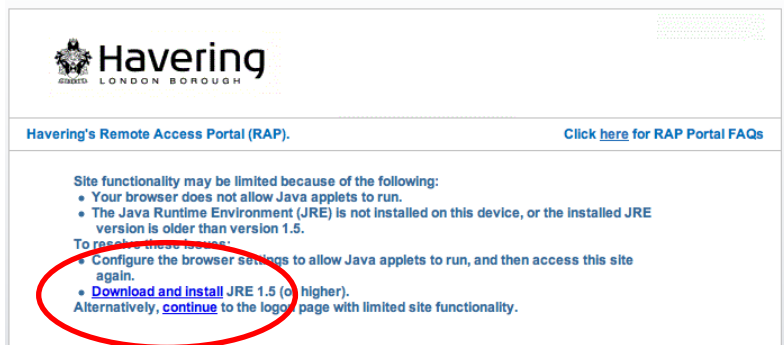 Havering
LONDON BOROUGH
Havering's Remote Access Portal (RAP).
Click here for RAP Portal FAQs
Site functionality may be limited because of the following:
• Your browser does not allow Java applets to run.
• The Java Runtime Environment (JRE) is not installed on this device, or the installed JRE
version is older than version 1.5.
To resolve these issues:
• Configure the browser settings to allow Java applets to run, and then access this site
again.
• Download and install JRE 1.5 (or higher).
Alternatively, continue to the logon page with limited site functionality.